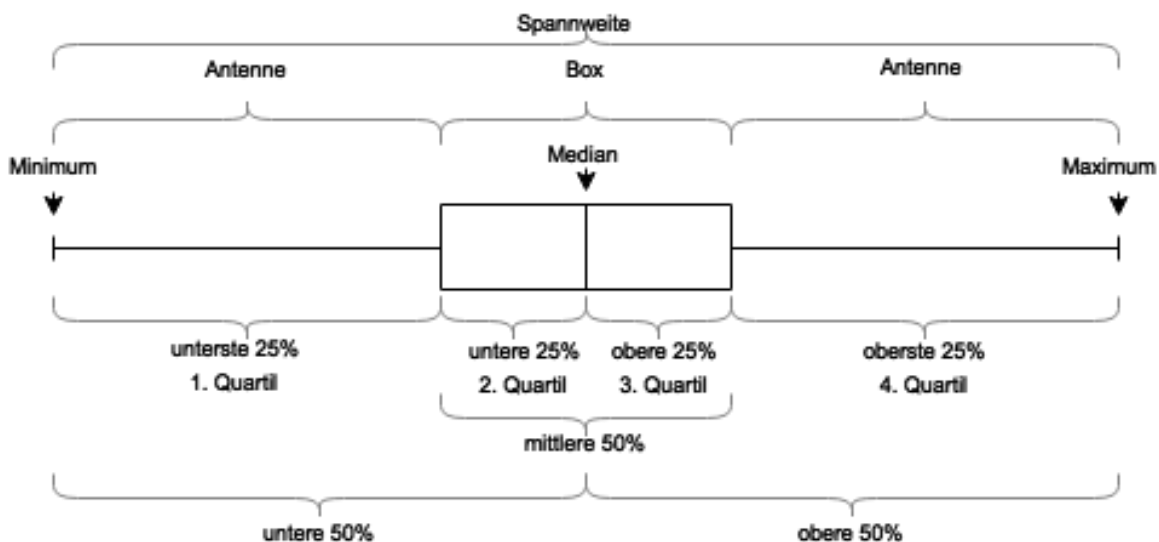 Spannweite
Antenne Box Antenne
Minimum Median Maximum
unterste 25% untere 25% obere 25% oberste 25%
1. Quartil 2. Quartil 3. Quartil 4. Quartil
mittlere 50%
untere 50% obere 50%